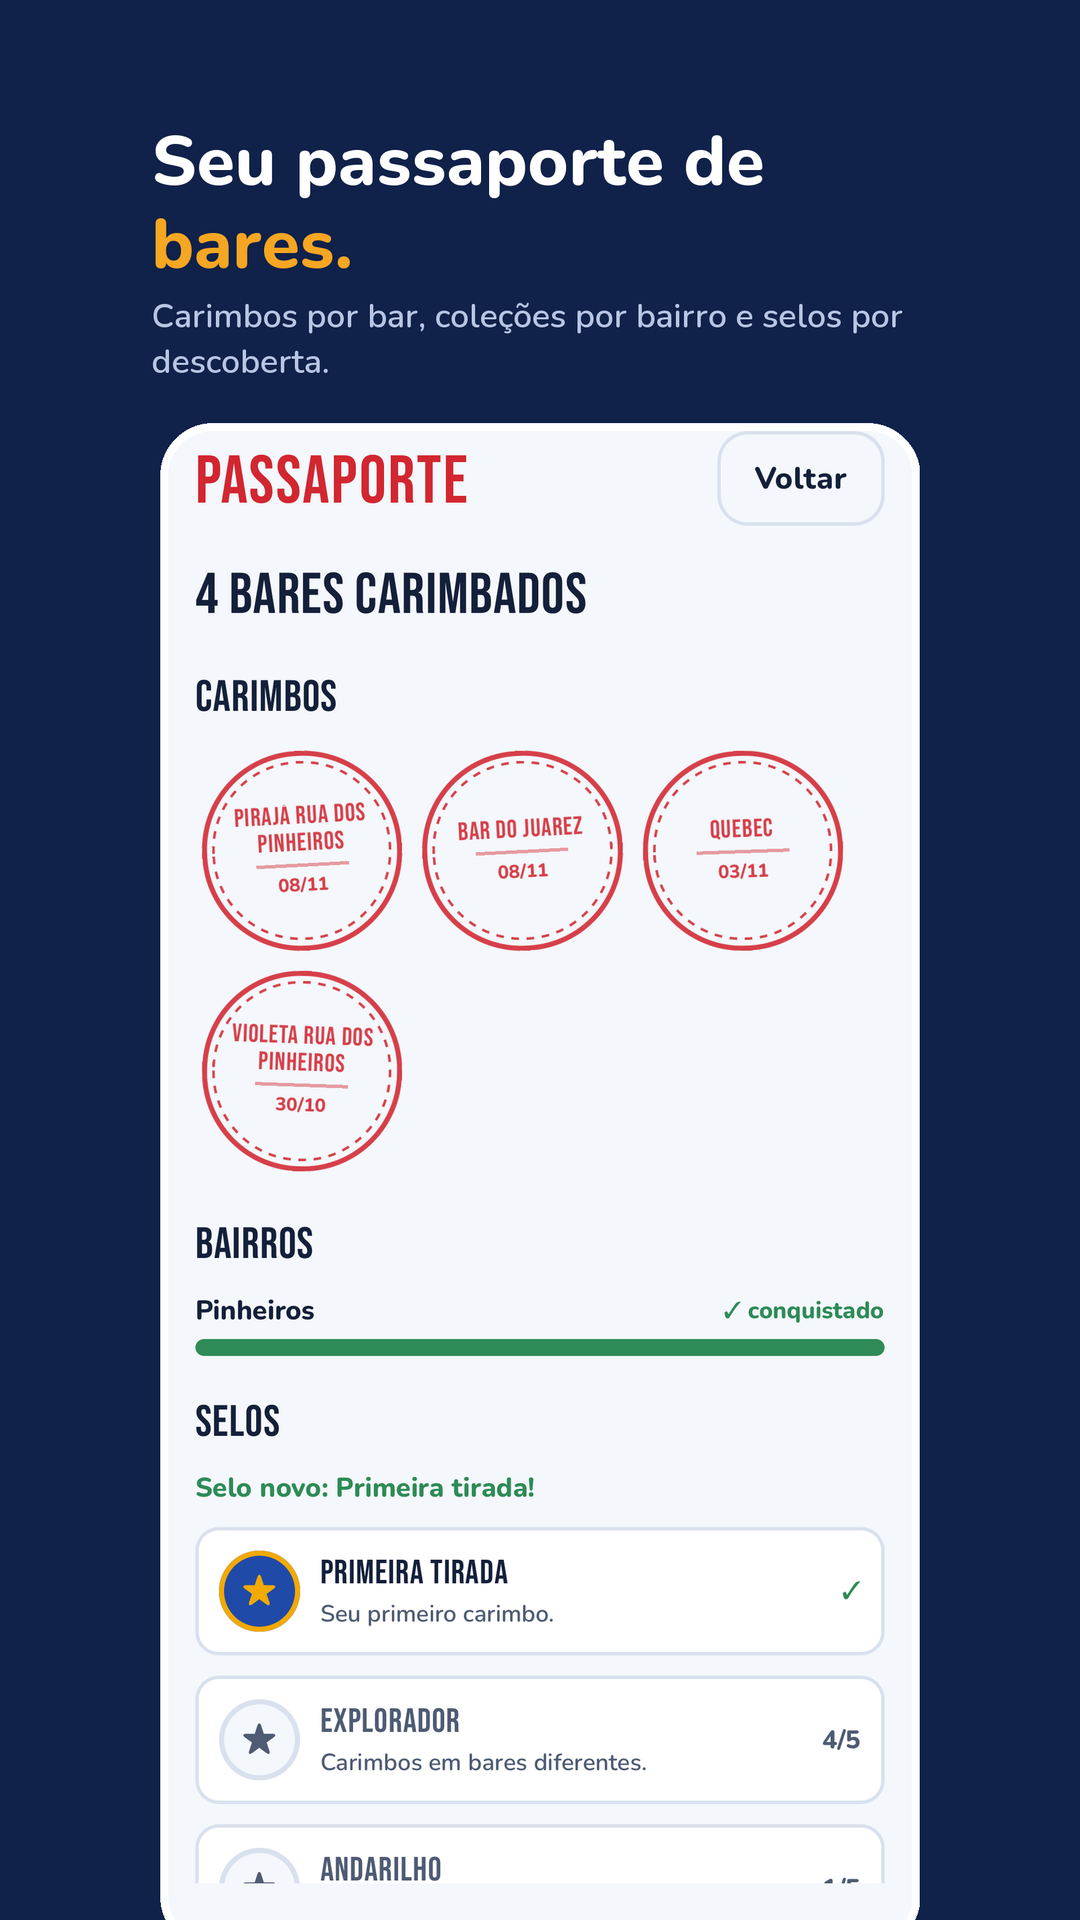 Seu passaporte de
bares.
Carimbos por bar, coleções por bairro e selos por
descoberta.
PASSAPORTE
Voltar
4 BARES CARIMBADOS
CARIMBOS
PIRAJÁ RUA DOS
PINHEIROS
08/11
BAR DO JUAREZ
08/11
QUEBEC
03/11
VIOLETA RUA DOS
PINHEIROS
30/10
BAIRROS
Pinheiros
✓ conquistado
SELOS
Selo novo: Primeira tirada!
PRIMEIRA TIRADA
Seu primeiro carimbo.
✓
EXPLORADOR
Carimbos em bares diferentes.
4/5
ANDARILHO